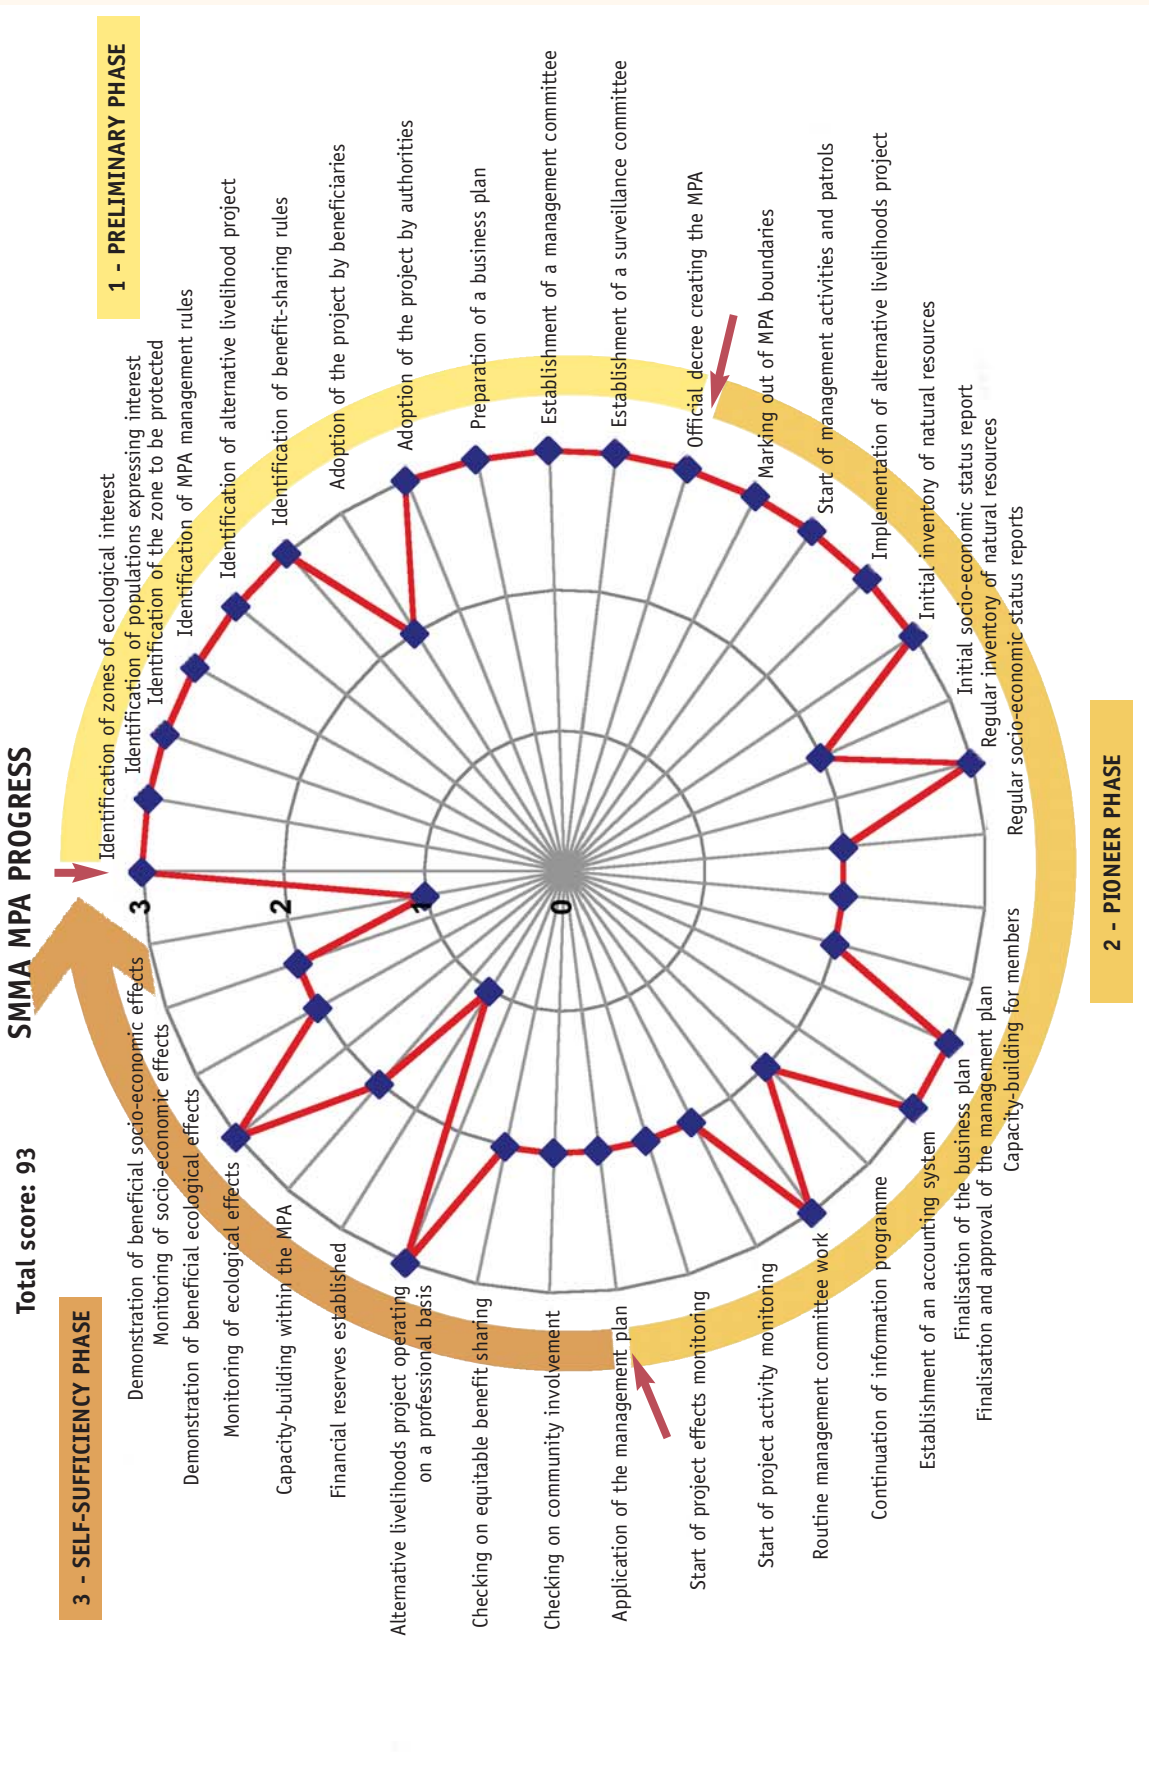 SMMA MPA PROGRESS
Total score: 93
1 - PRELIMINARY PHASE
Identification of zones of ecological interest
Identification of populations expressing interest
Identification of the zone to be protected
Identification of MPA management rules
Identification of alternative livelihood project
Identification of benefit-sharing rules
Adoption of the project by beneficiaries
Adoption of the project by authorities
Preparation of a business plan
Establishment of a management committee
Establishment of a surveillance committee
Official decree creating the MPA
Marking out of MPA boundaries
Start of management activities and patrols
Implementation of alternative livelihoods project
Initial inventory of natural resources
Initial socio-economic status report
Regular inventory of natural resources
Regular socio-economic status reports
2 - PIONEER PHASE
Capacity-building for members
Finalisation and approval of the management plan
Finalisation of the business plan
Establishment of an accounting system
Continuation of information programme
Routine management committee work
Start of project activity monitoring
Start of project effects monitoring
Application of the management plan
Checking on community involvement
Checking on equitable benefit sharing
Alternative livelihoods project operating
on a professional basis
Financial reserves established
Capacity-building within the MPA
Monitoring of ecological effects
Demonstration of beneficial ecological effects
Monitoring of socio-economic effects
Demonstration of beneficial socio-economic effects
3 - SELF-SUFFICIENCY PHASE
3
2
1
0